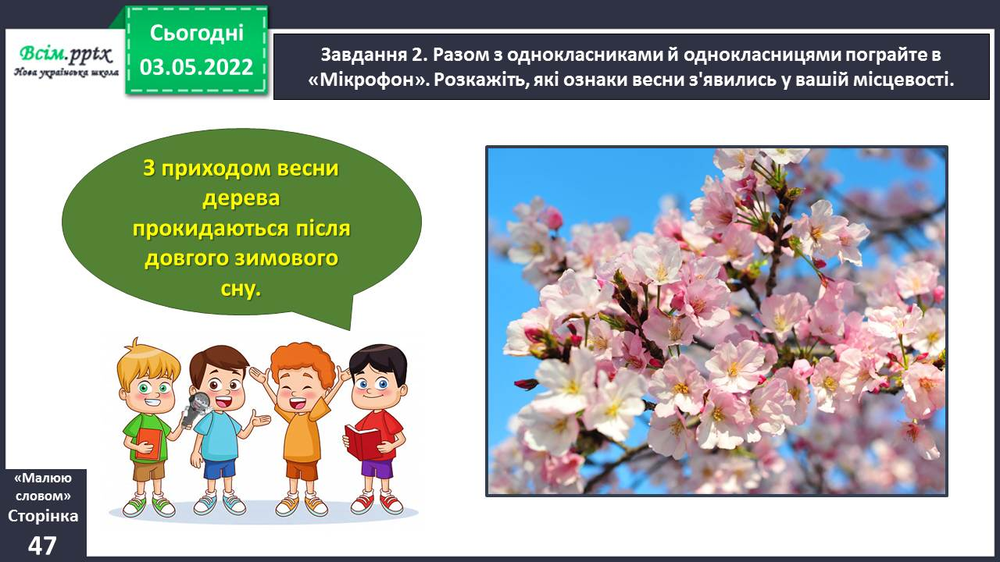 Всім.pptx
Нова українська школа
Сьогодні
03.05.2022
Завдання 2. Разом з однокласниками й однокласницями пограйте в
«Мікрофон». Розкажіть, які ознаки весни з'явились у вашій місцевості.
З приходом весни
дерева
прокидаються після
довгого зимового
сну.
«Малюю
словом»
Сторінка
47